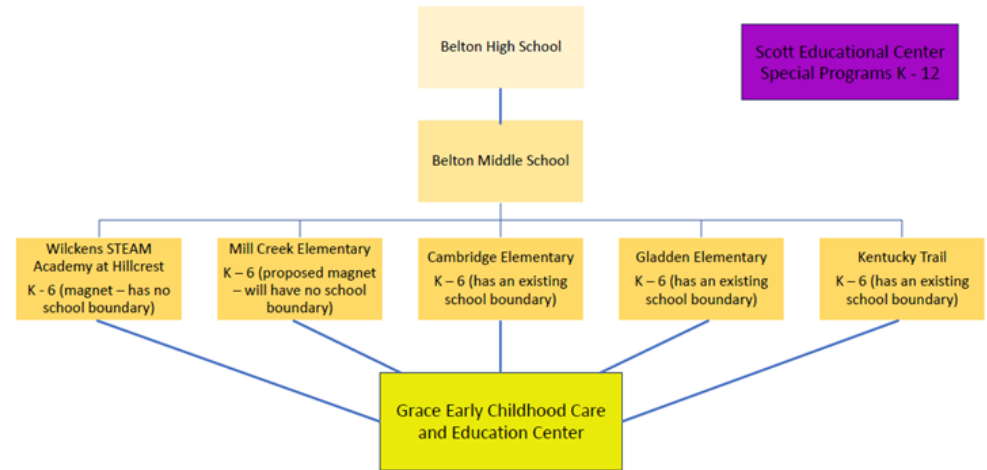 Belton High School
Scott Educational Center
Special Programs K - 12
Belton Middle School
Wilckens STEAM
Academy at Hillcrest
K - 6 (magnet – has no
school boundary)
Mill Creek Elementary
K – 6 (proposed magnet
– will have no school
boundary)
Cambridge Elementary
K – 6 (has an existing
school boundary)
Gladden Elementary
K – 6 (has an existing
school boundary)
Kentucky Trail
K – 6 (has an existing
school boundary)
Grace Early Childhood Care
and Education Center